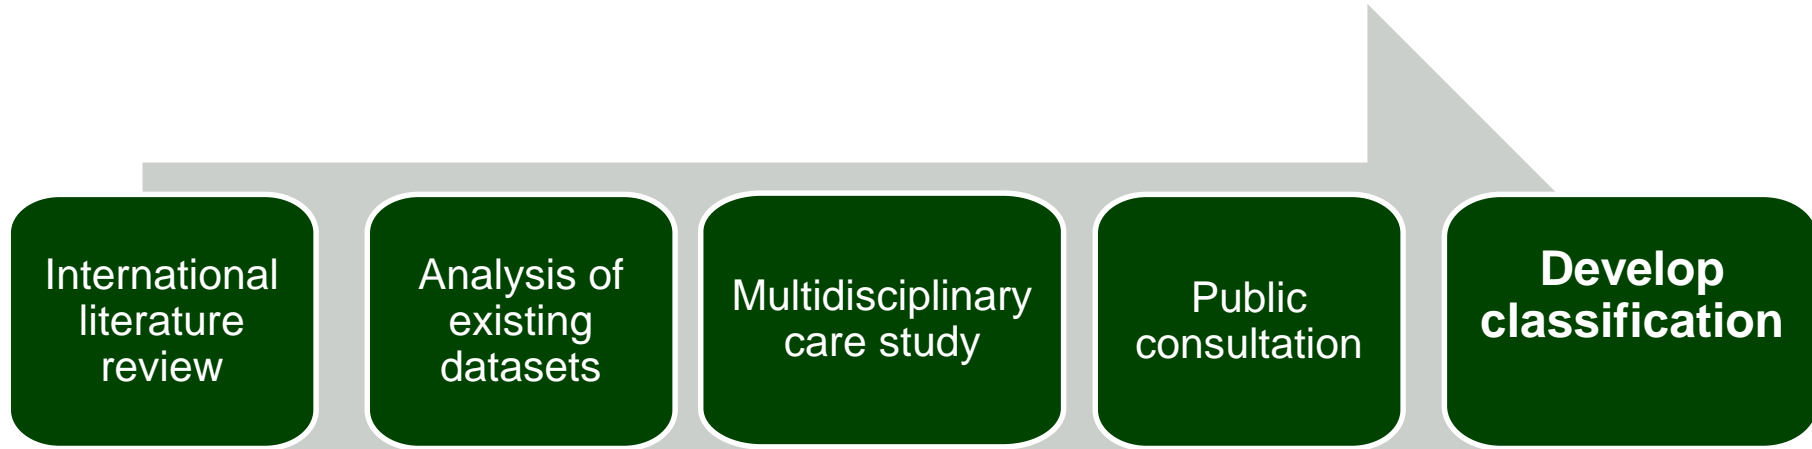 International
literature
review
Analysis of
existing
datasets
Multidisciplinary
care study
Public
consultation
Develop
classification